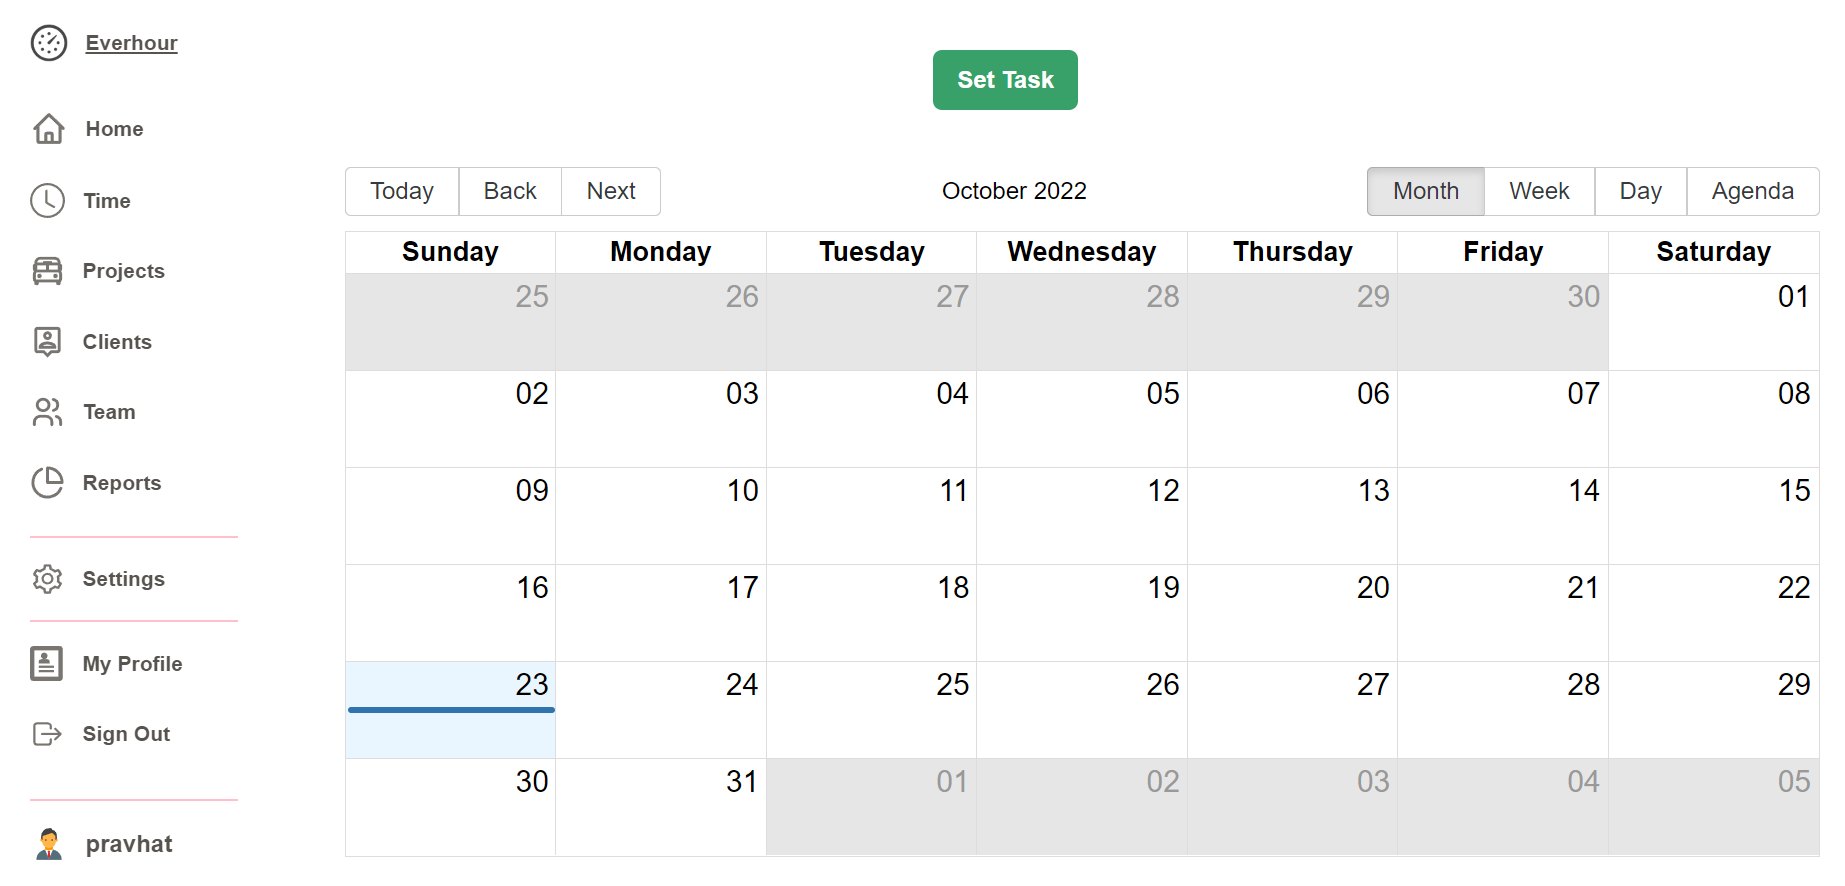 Everhour
Home
Time
Projects
Clients
Team
Reports
Settings
My Profile
Sign Out
pravhat
Set Task
Today Back Next
October 2022
Month Week Day Agenda
Sunday Monday Tuesday Wednesday Thursday Friday Saturday
25 26 27 28 29 30 01
02 03 04 05 06 07 08
09 10 11 12 13 14 15
16 17 18 19 20 21 22
23 24 25 26 27 28 29
30 31 01 02 03 04 05